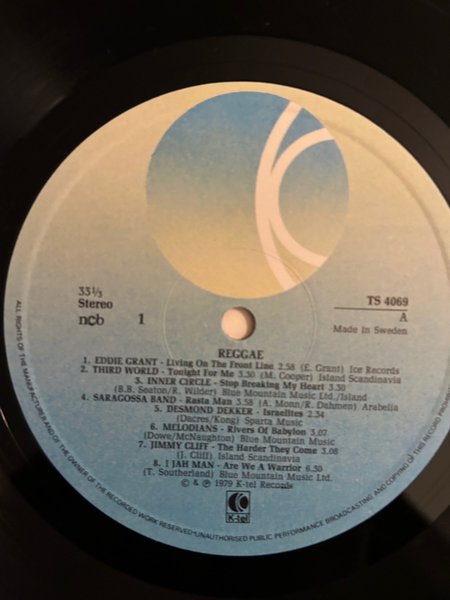 33⅓
Stereo
ncb 1
TS 4069
A
Made in Sweden
REGGAE
1. EDDIE GRANT - Living On The Front Line 2.58 (E. Grant) Ice Records
2. THIRD WORLD - Tonight For Me 3.30 (M. Cooper) Island Scandinavia
3. INNER CIRCLE - Stop Breaking My Heart 3.30
(B.B. Seaton/R. Wilder) Blue Mountain Music Ltd./Island
4. SARAGOSSA BAND - Rasta Man 3.58 (A. Monn/R. Dahmen) Arabella
5. DESMOND DEKKER - Israelites 2.34
(Dacres/Kong) Sparta Music
6. MELODIANS - Rivers Of Babylon 3.07
(Dowe/McNaughton) Blue Mountain Music
7. JIMMY CLIFF - The Harder They Come 3.08
(J. Cliff) Island Scandinavia
8. I JAH MAN - Are We A Warrior 6.50
(T. Southerland) Blue Mountain Music Ltd.
© & ℗ 1979 K-tel Records
K
K-tel
ALL RIGHTS OF THE MANUFACTURER AND OF THE OWNER OF THE RECORDED WORK RESERVED•UNAUTHORISED PUBLIC PERFORMANCE BROADCASTING AND COPYING OF THIS RECORD PROHIB